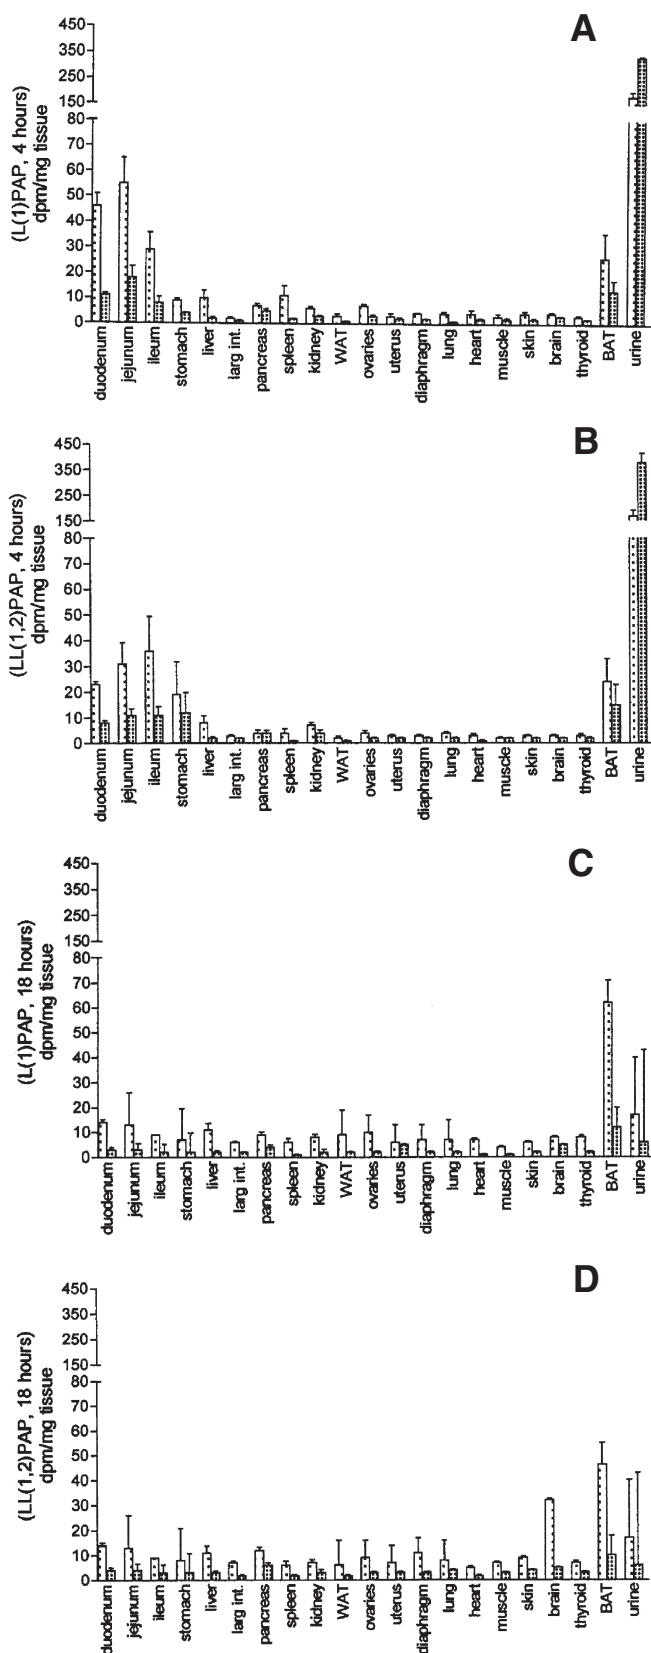 A
(L(1)PAP, 4 hours)
dpm/mg tissue
450
350
250
150
80
70
60
50
40
30
20
10
0
duodenum
jejunum
ileum
stomach
liver
larg int.
pancreas
spleen
kidney
WAT
ovaries
uterus
diaphragm
lung
heart
muscle
skin
brain
thyroid
BAT
urine
B
(LL(1,2)PAP, 4 hours)
dpm/mg tissue
450
350
250
150
80
70
60
50
40
30
20
10
0
duodenum
jejunum
ileum
stomach
liver
larg int.
pancreas
spleen
kidney
WAT
ovaries
uterus
diaphragm
lung
heart
muscle
skin
brain
thyroid
BAT
urine
C
(L(1)PAP, 18 hours)
dpm/mg tissue
450
350
250
150
80
70
60
50
40
30
20
10
0
duodenum
jejunum
ileum
stomach
liver
larg int.
pancreas
spleen
kidney
WAT
ovaries
uterus
diaphragm
lung
heart
muscle
skin
brain
thyroid
BAT
urine
D
(LL(1,2)PAP, 18 hours)
dpm/mg tissue
450
350
250
150
80
70
60
50
40
30
20
10
0
duodenum
jejunum
ileum
stomach
liver
larg int.
pancreas
spleen
kidney
WAT
ovaries
uterus
diaphragm
lung
heart
muscle
skin
brain
thyroid
BAT
urine